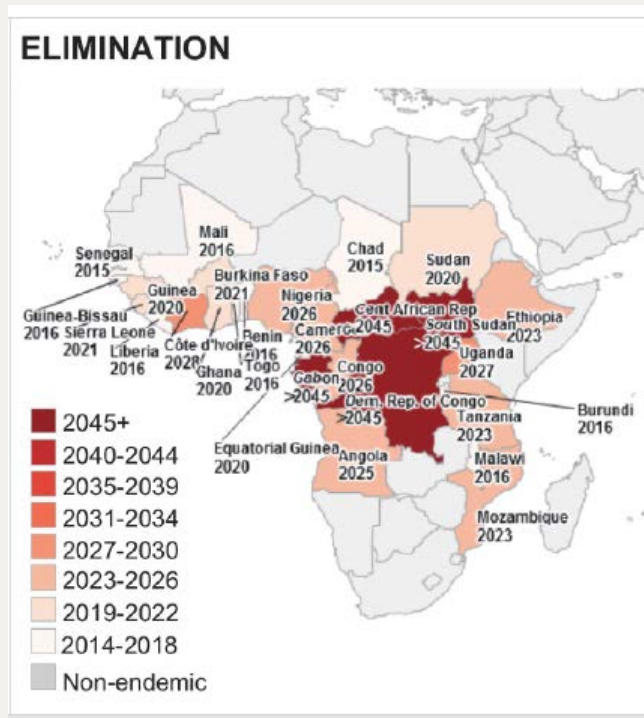 ELIMINATION
Mali
2016
Senegal
2015
Chad
2015
Sudan
2020
Burkina Faso
2021
Guinea
2020
Nigeria
2026
Cent African Rep
2045
Ethiopia
2023
Guinea-Bissau
2016
Sierra Leone
2021
Liberia
2016
Côte d'Ivoire
2028
Ghana
2020
Togo
2016
Benin
2016
Cameroon
2026
South Sudan
>2045
Uganda
2027
Gabon
>2045
Congo
2026
Dem. Rep. of Congo
>2045
Burundi
2016
Tanzania
2023
Equatorial Guinea
2020
Angola
2025
Malawi
2016
Mozambique
2023
2045+
2040-2044
2035-2039
2031-2034
2027-2030
2023-2026
2019-2022
2014-2018
Non-endemic